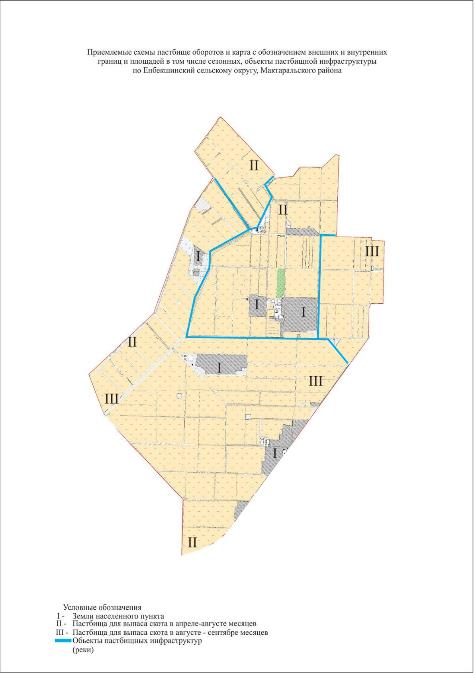 Приемлемые схемы пастбище оборотов и карта с обозначением внешних и внутренних
границ и площадей в том числе сезонных, объекты пастбищной инфраструктуры
по Енбекшинский сельскому округу, Мактаральского района
II
II
III
I
I
I
II
I
III
III
I
II
Условные обозначения
I - Земли населенного пункта
II - Пастбища для выпаса скота в апреле-августе месяцев
III - Пастбища для выпаса скота в августе - сентябре месяцев
Объекты пастбищных инфраструктур
(реки)